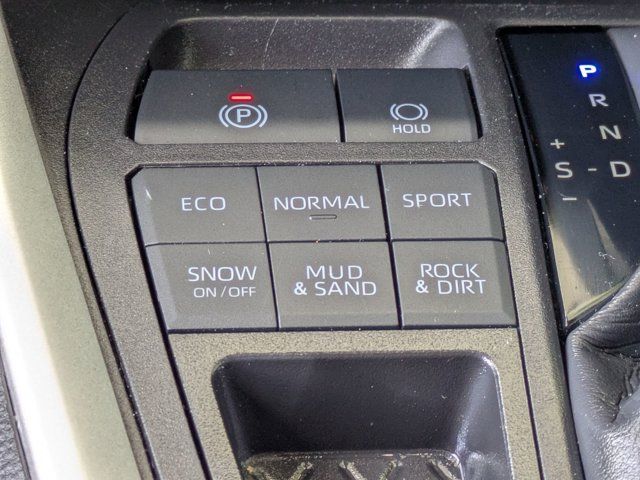 P
HOLD
ECO
NORMAL
SPORT
SNOW
ON / OFF
MUD
& SAND
ROCK
& DIRT
P
R
N
+
S - D
-